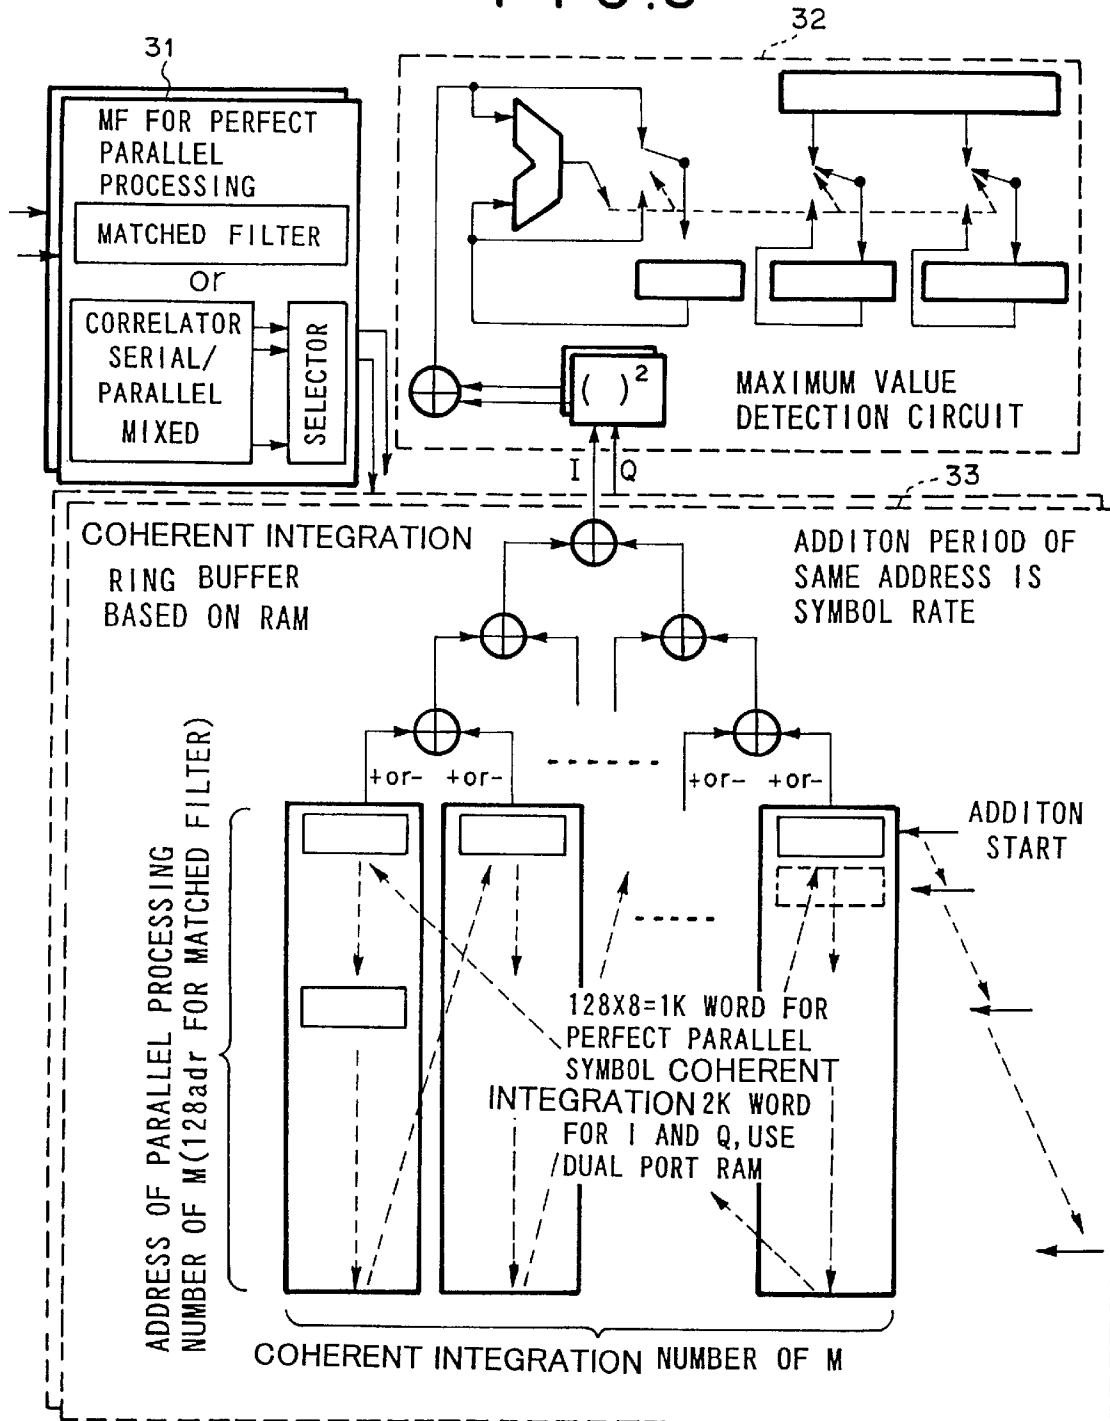 31
32
MF FOR PERFECT
PARALLEL
PROCESSING
MATCHED FILTER
or
CORRELATOR
SERIAL/
PARALLEL
MIXED
SELECTOR
( )2
MAXIMUM VALUE
DETECTION CIRCUIT
I Q
33
COHERENT INTEGRATION
RING BUFFER
BASED ON RAM
ADDITON PERIOD OF
SAME ADDRESS IS
SYMBOL RATE
+or- +or-
+or- +or-
ADDITON
START
ADDRESS OF PARALLEL PROCESSING
NUMBER OF M(128adr FOR MATCHED FILTER)
128X8=1K WORD FOR
PERFECT PARALLEL
SYMBOL COHERENT
INTEGRATION 2K WORD
FOR I AND Q,USE
DUAL PORT RAM
COHERENT INTEGRATION NUMBER OF M